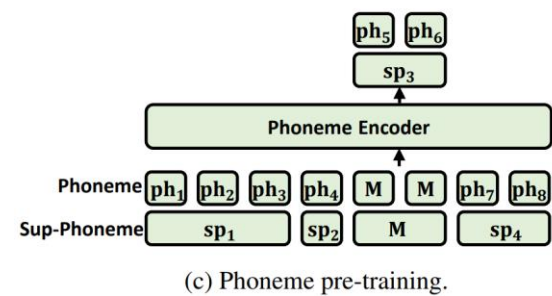 ph₅ ph₆
sp₃
Phoneme Encoder
Phoneme ph₁ ph₂ ph₃ ph₄ M M ph₇ ph₈
Sup-Phoneme sp₁ sp₂ M sp₄
(c) Phoneme pre-training.